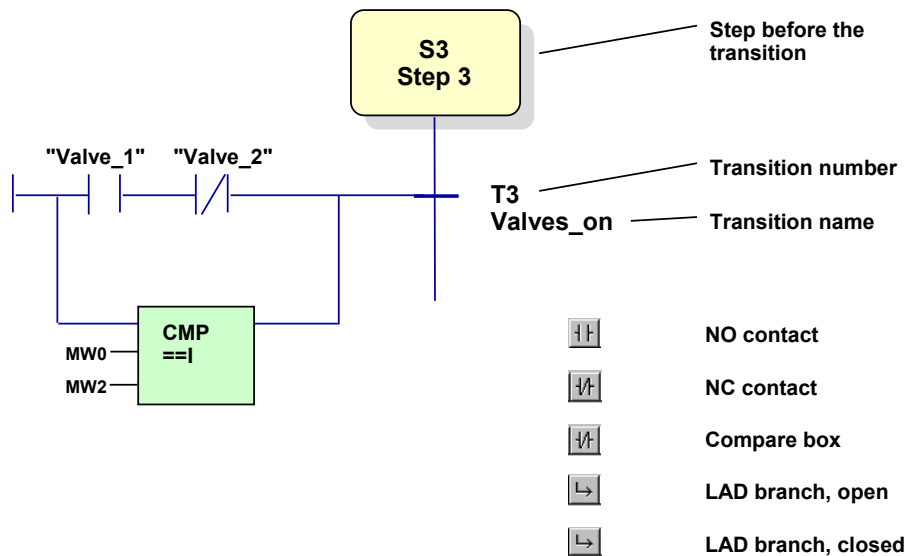 S3
Step 3
Step before the
transition
"Valve_1" "Valve_2"
T3
Valves_on
Transition number
Transition name
CMP
==I
MW0
MW2
NO contact
NC contact
Compare box
LAD branch, open
LAD branch, closed